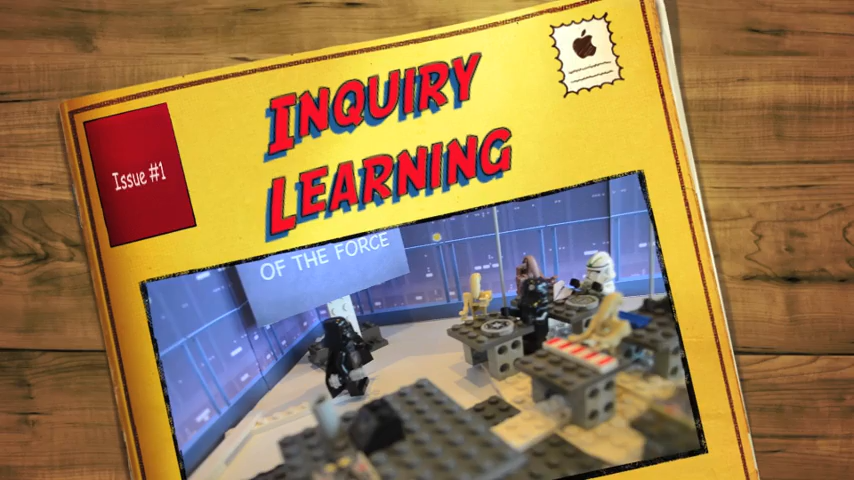 INQUIRY
LEARNING
Issue #1
OF THE FORCE